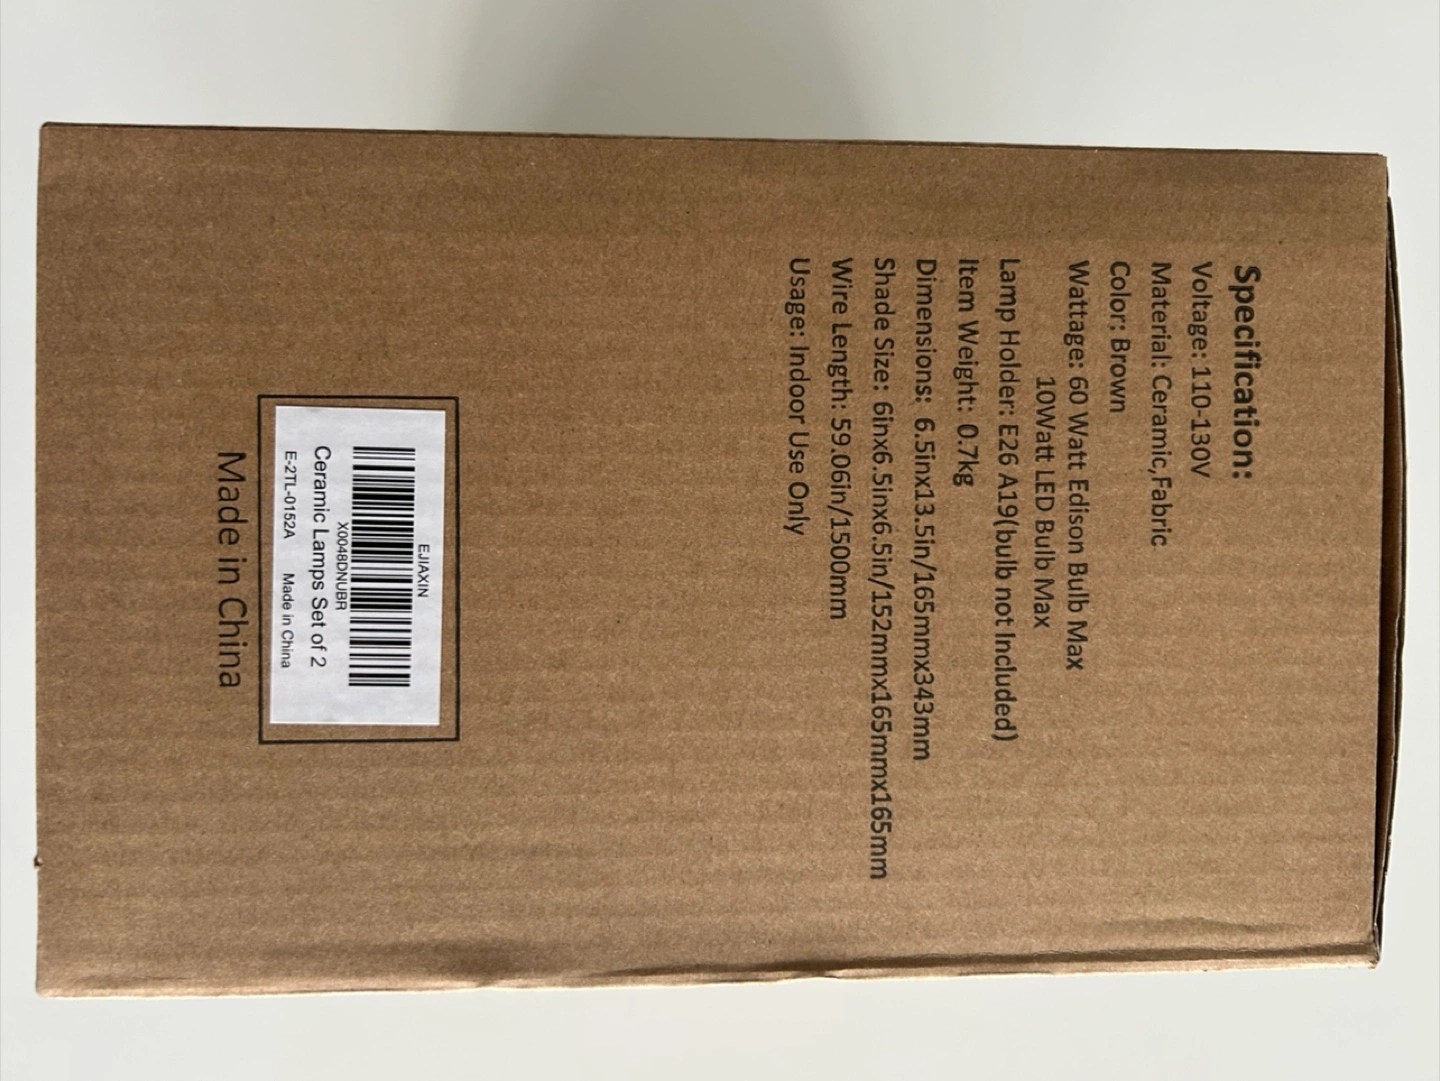 Specification:
Voltage: 110-130V
Material: Ceramic,Fabric
Color: Brown
Wattage: 60 Watt Edison Bulb Max
10Watt LED Bulb Max
Lamp Holder: E26 A19(bulb not Included)
Item Weight: 0.7kg
Dimensions: 6.5inx13.5in/165mmx343mm
Shade Size: 6inx6.5inx6.5in/152mmx165mmx165mm
Wire Length: 59.06in/1500mm
Usage: Indoor Use Only
EJIAXIN
X0048DNUBR
Ceramic Lamps Set of 2
E-2TL-0152A Made in China
Made in China